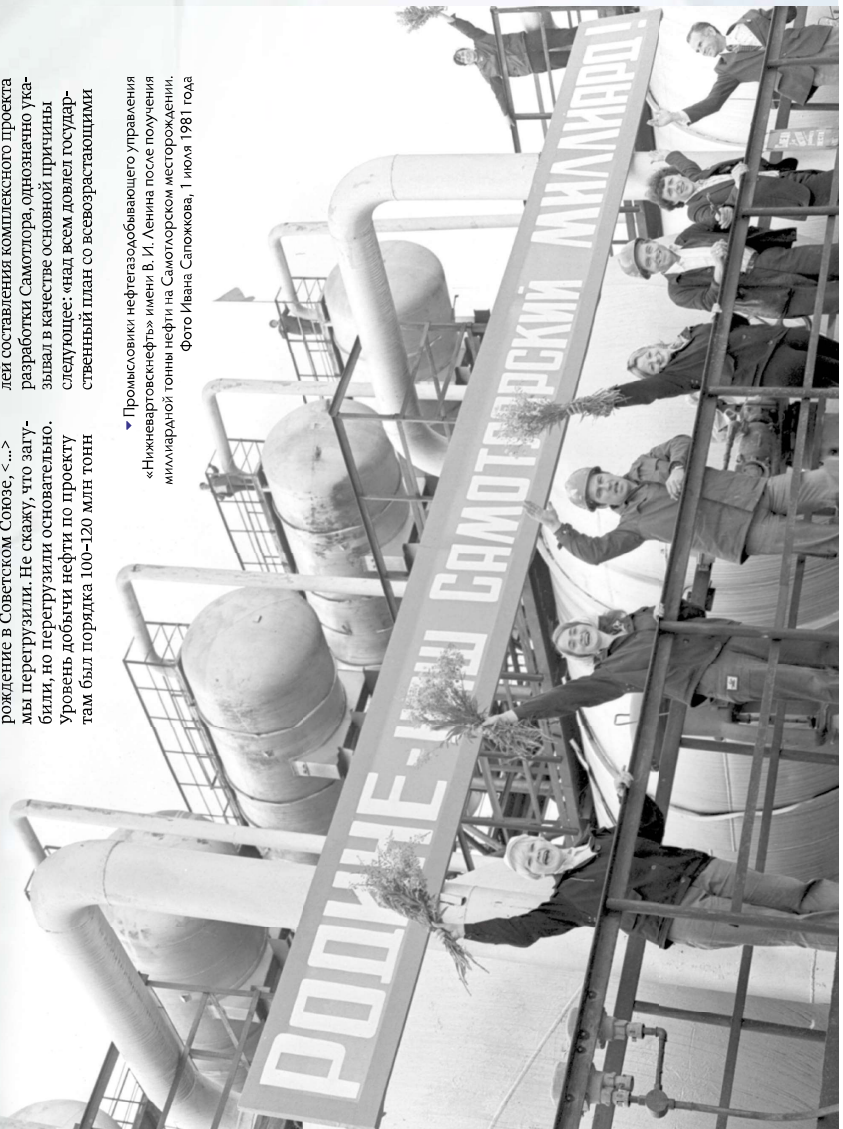 рождение в Советском Союзе, <...>
мы перегрузили. Не скажу, что загу-
били, но перегрузили основательно.
Уровень добычи нефти по проекту
там был порядка 100–120 млн тонн
лей составления комплексного проекта
разработки Самотлора, однозначно ука-
зывал в качестве основной причины
следующее: «над всем довлел государ-
ственный план со всевозрастающими
Промысловики нефтегазодобывающего управления
«Нижневартовскнефть» имени В. И. Ленина после получения
миллиардной тонны нефти на Самотлорском месторождении.
Фото Ивана Сапожкова, 1 июля 1981 года
РОДИНЕ-НАШ САМОТЛОРСКИЙ МИЛЛИАРД!